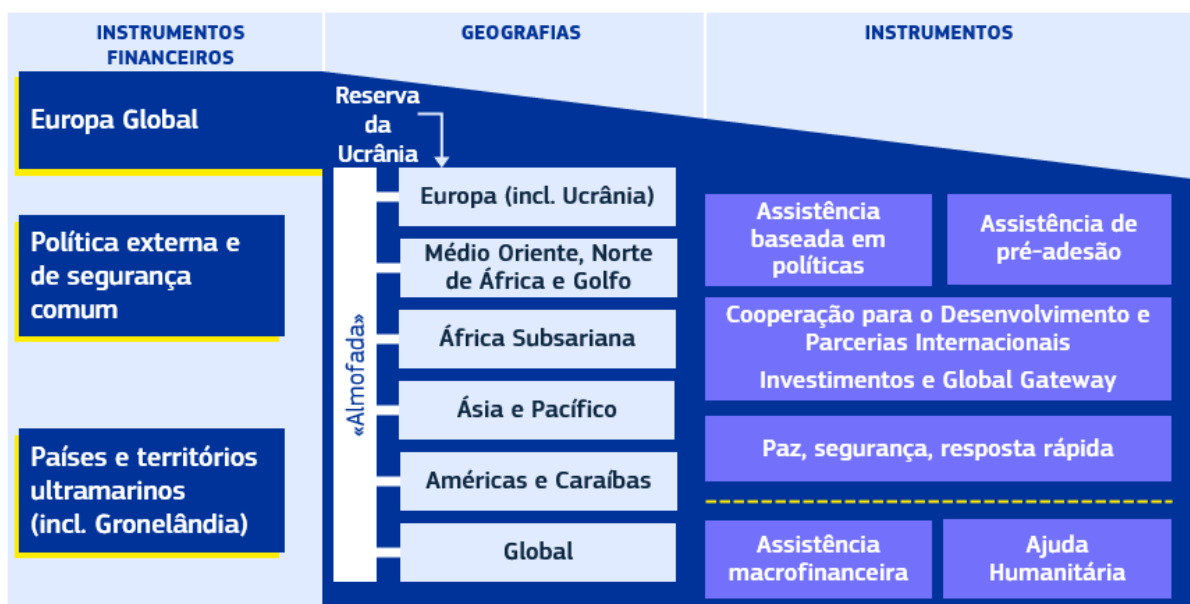 INSTRUMENTOS
FINANCEIROS
GEOGRAFIAS
INSTRUMENTOS
Europa Global
Política externa e
de segurança
comum
Países e territórios
ultramarinos
(incl. Gronelândia)
Reserva
da
Ucrânia
«Almofada»
Europa (incl. Ucrânia)
Médio Oriente, Norte
de África e Golfo
África Subsariana
Ásia e Pacífico
Américas e Caraíbas
Global
Assistência
baseada em
políticas
Assistência de
pré-adesão
Cooperação para o Desenvolvimento e
Parcerias Internacionais
Investimentos e Global Gateway
Paz, segurança, resposta rápida
Assistência
macrofinanceira
Ajuda
Humanitária